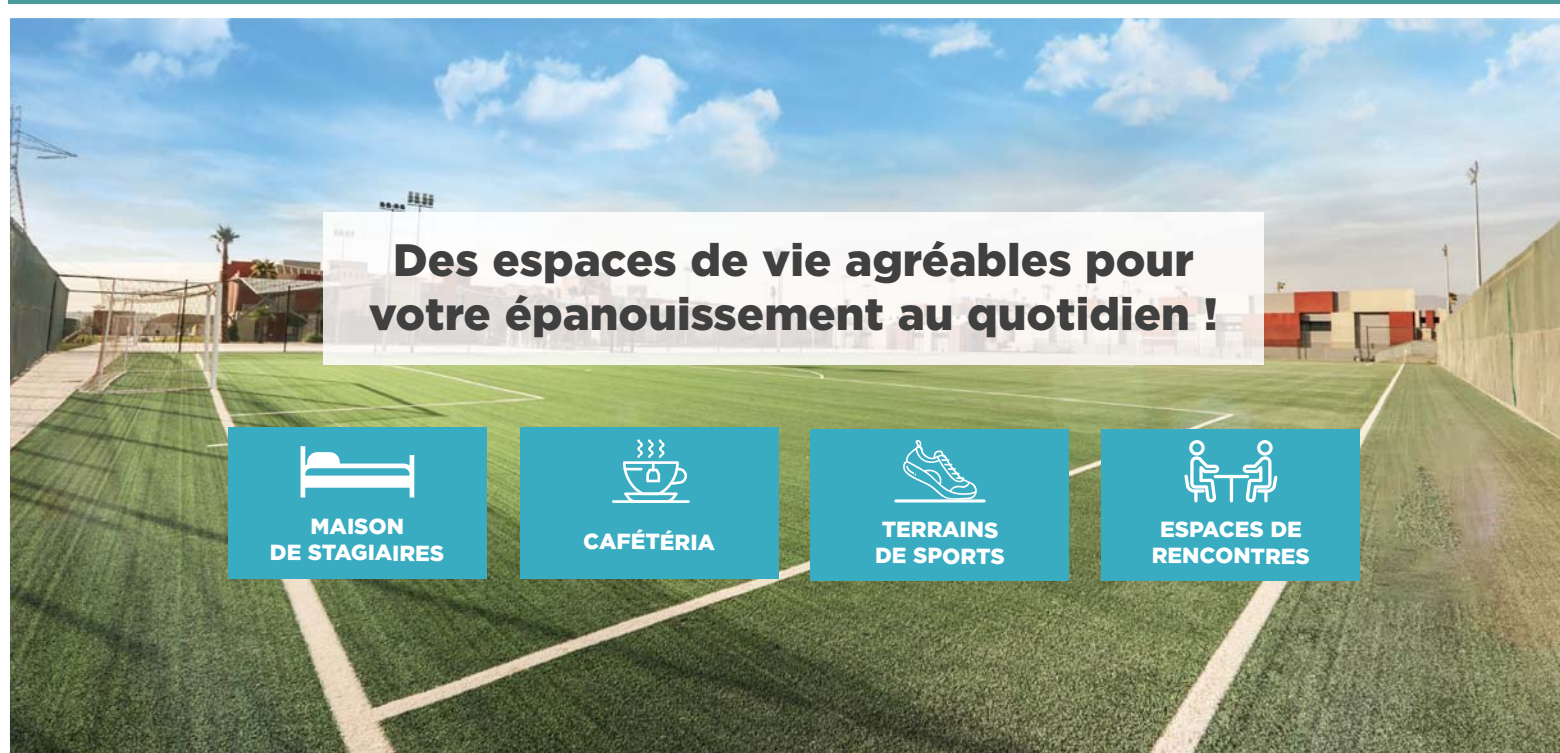 Des espaces de vie agréables pour
votre épanouissement au quotidien !
MAISON
DE STAGIAIRES
CAFÉTÉRIA
TERRAINS
DE SPORTS
ESPACES DE
RENCONTRES